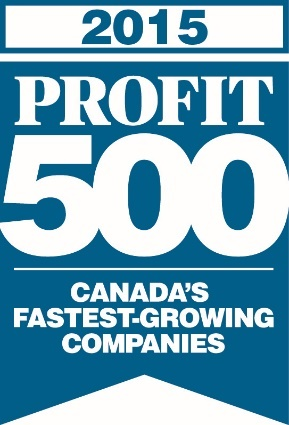 2015
PROFIT
500
CANADA'S
FASTEST-GROWING
COMPANIES